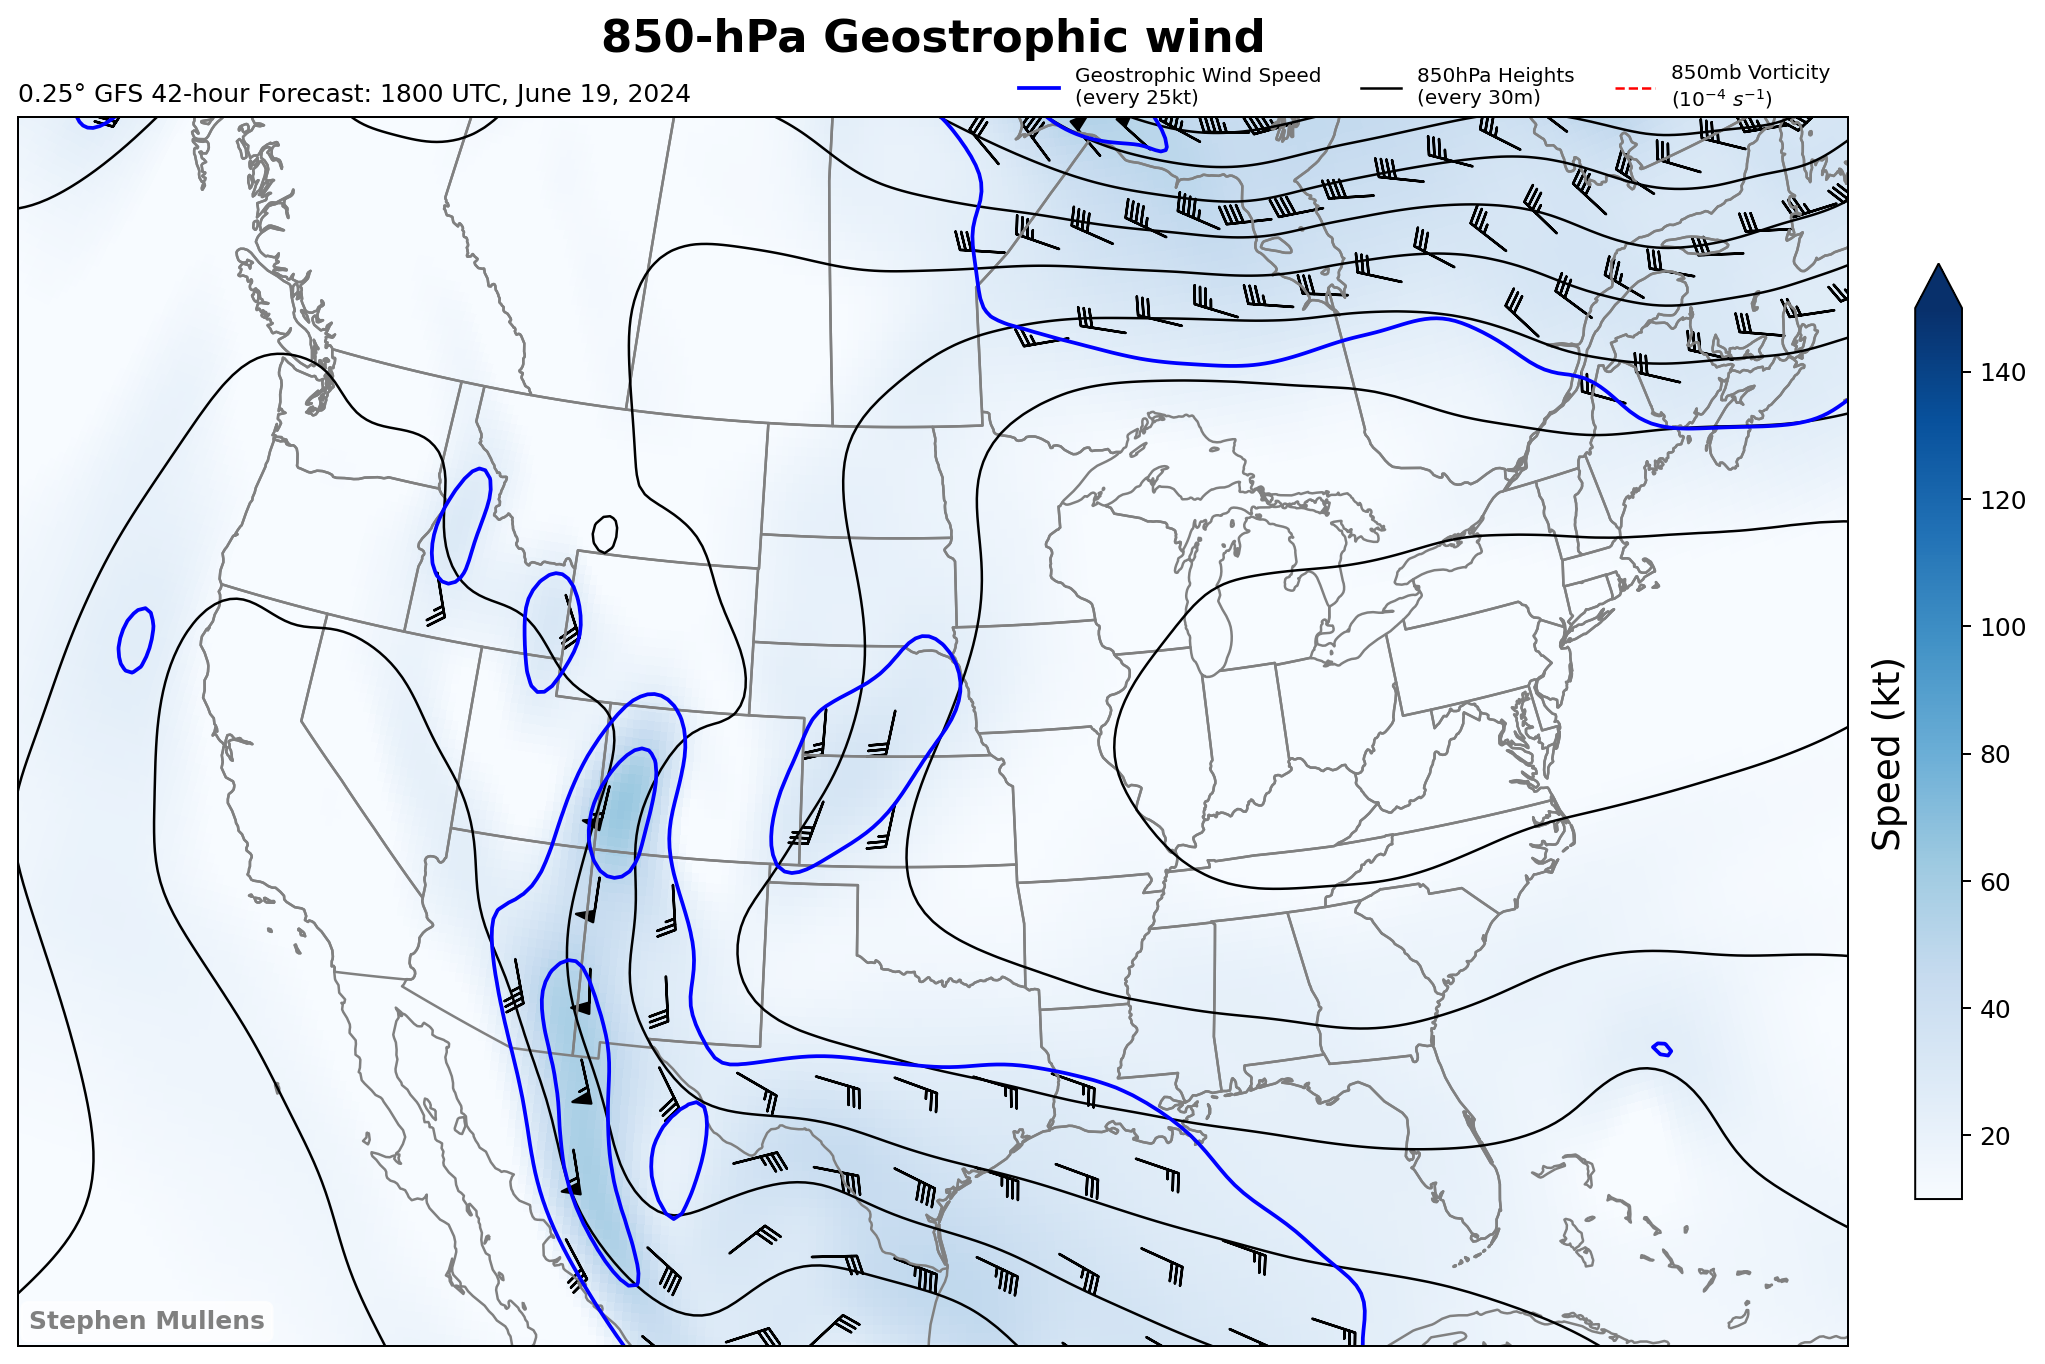 850-hPa Geostrophic wind
0.25° GFS 42-hour Forecast: 1800 UTC, June 19, 2024
Geostrophic Wind Speed
(every 25kt)
850hPa Heights
(every 30m)
850mb Vorticity
(10⁻⁴ s⁻¹)
140
120
100
80
60
40
20
Speed (kt)
Stephen Mullens